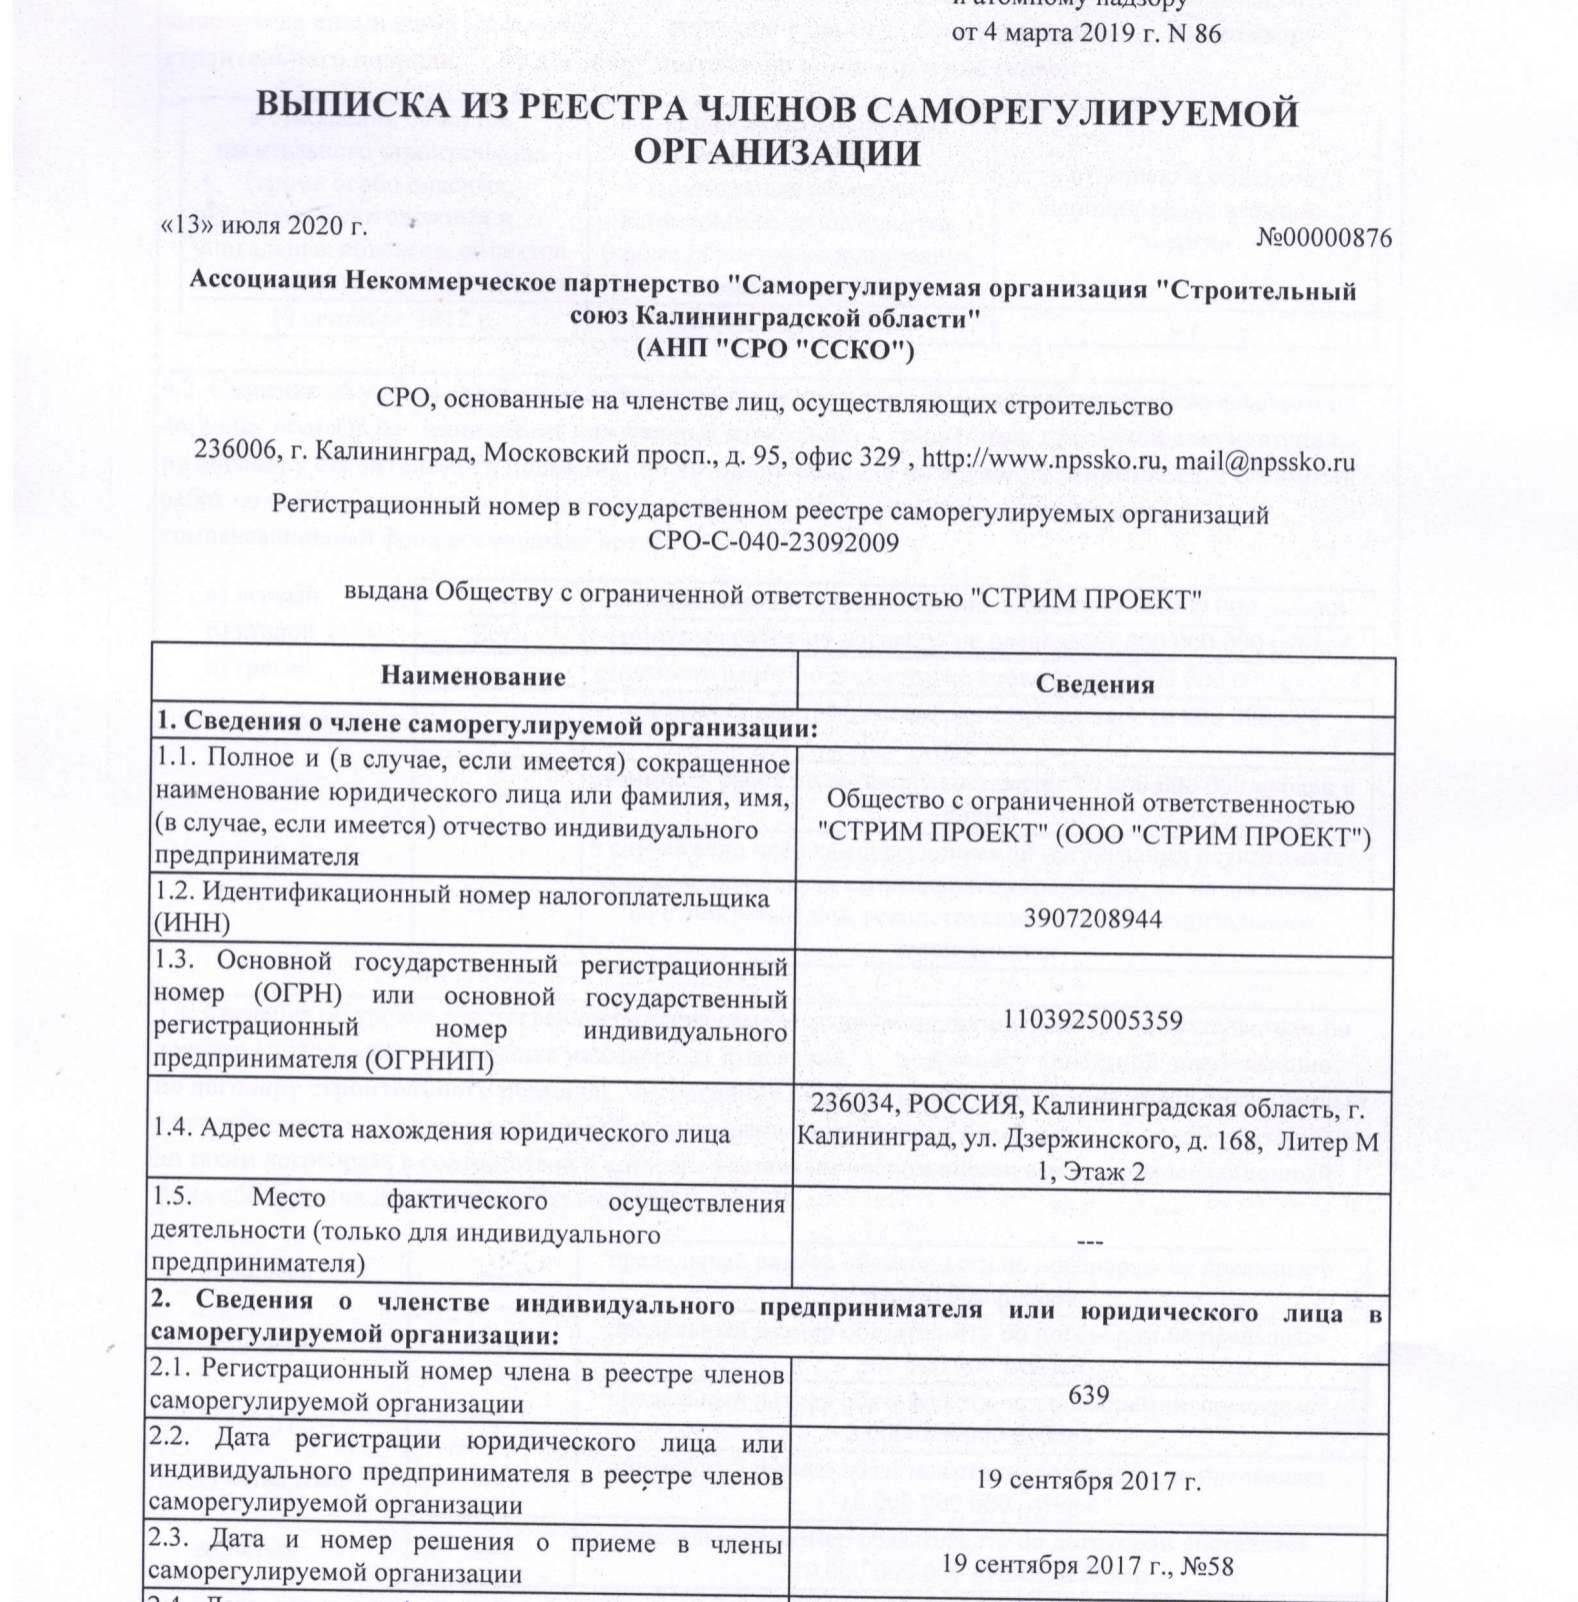 и атомному надзору
от 4 марта 2019 г. N 86
ВЫПИСКА ИЗ РЕЕСТРА ЧЛЕНОВ САМОРЕГУЛИРУЕМОЙ
ОРГАНИЗАЦИИ
«13» июля 2020 г.
№00000876
Ассоциация Некоммерческое партнерство "Саморегулируемая организация "Строительный
союз Калининградской области"
(АНП "СРО "ССКО")
СРО, основанные на членстве лиц, осуществляющих строительство
236006, г. Калининград, Московский просп., д. 95, офис 329 , http://www.npssko.ru, mail@npssko.ru
Регистрационный номер в государственном реестре саморегулируемых организаций
СРО-С-040-23092009
выдана Обществу с ограниченной ответственностью "СТРИМ ПРОЕКТ"
Наименование
Сведения
1. Сведения о члене саморегулируемой организации:
1.1. Полное и (в случае, если имеется) сокращенное
наименование юридического лица или фамилия, имя,
(в случае, если имеется) отчество индивидуального
предпринимателя
Общество с ограниченной ответственностью
"СТРИМ ПРОЕКТ" (ООО "СТРИМ ПРОЕКТ")
1.2. Идентификационный номер налогоплательщика
(ИНН)
3907208944
1.3. Основной государственный регистрационный
номер (ОГРН) или основной государственный
регистрационный номер индивидуального
предпринимателя (ОГРНИП)
1103925005359
1.4. Адрес места нахождения юридического лица
236034, РОССИЯ, Калининградская область, г.
Калининград, ул. Дзержинского, д. 168, Литер М
1, Этаж 2
1.5. Место фактического осуществления
деятельности (только для индивидуального
предпринимателя)
---
2. Сведения о членстве индивидуального предпринимателя или юридического лица в
саморегулируемой организации:
2.1. Регистрационный номер члена в реестре членов
саморегулируемой организации
639
2.2. Дата регистрации юридического лица или
индивидуального предпринимателя в реестре членов
саморегулируемой организации
19 сентября 2017 г.
2.3. Дата и номер решения о приеме в члены
саморегулируемой организации
19 сентября 2017 г., №58